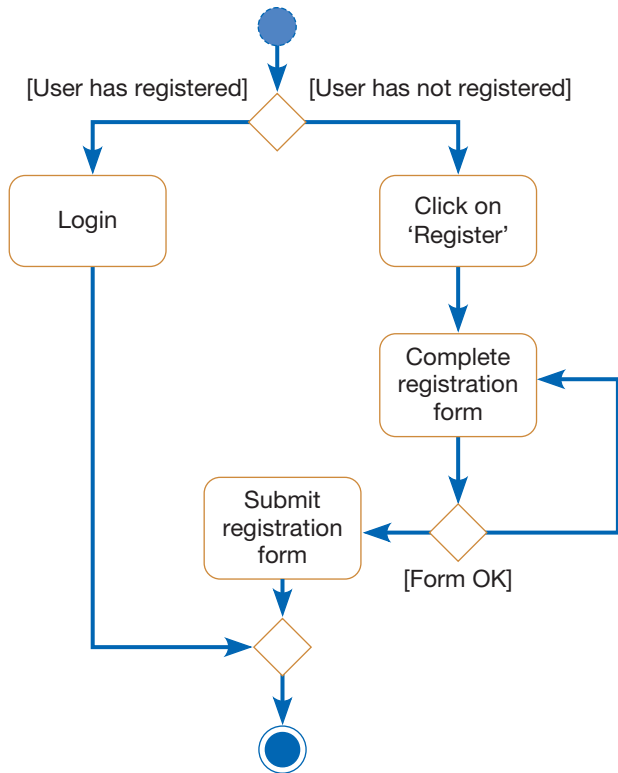 [User has registered]
[User has not registered]
Login
Click on
‘Register’
Complete
registration
form
Submit
registration
form
[Form OK]